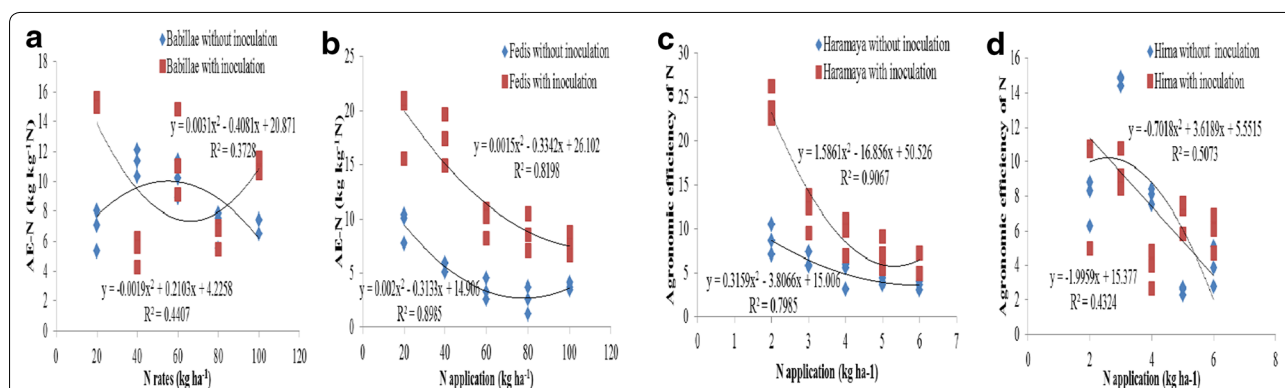 a
Babillae without inoculation
Babillae with inoculation
AE-N (kg kg⁻¹N)
18
16
14
12
10
8
6
4
2
0
y = 0.0031x² - 0.4081x + 20.871
R² = 0.3728
y = -0.0019x² + 0.2103x + 4.2258
R² = 0.4407
0 20 40 60 80 100 120
N rates (kg ha⁻¹)
b
Fedis without inoculation
Fedis with inoculation
AE-N (kg kg⁻¹N)
25
20
15
10
5
0
y = 0.0015x² - 0.3342x + 26.102
R² = 0.8198
y = 0.002x² - 0.3133x + 14.906
R² = 0.8985
0 20 40 60 80 100 120
N application (kg ha⁻¹)
c
Haramaya without inoculation
Haramaya with inoculation
Agronomic efficiency of N
30
25
20
15
10
5
0
y = 1.5861x² - 16.856x + 50.526
R² = 0.9067
y = 0.3159x² - 3.8066x + 15.006
R² = 0.7985
0 1 2 3 4 5 6 7
N application (kg ha-1)
d
Hirna without inoculation
Hirna with inoculation
Agronomic efficiency of N
16
14
12
10
8
6
4
2
0
y = -0.7018x² + 3.6189x + 5.5515
R² = 0.5073
y = -1.9959x + 15.377
R² = 0.4324
0 2 4 6 8
N application (kg ha-1)